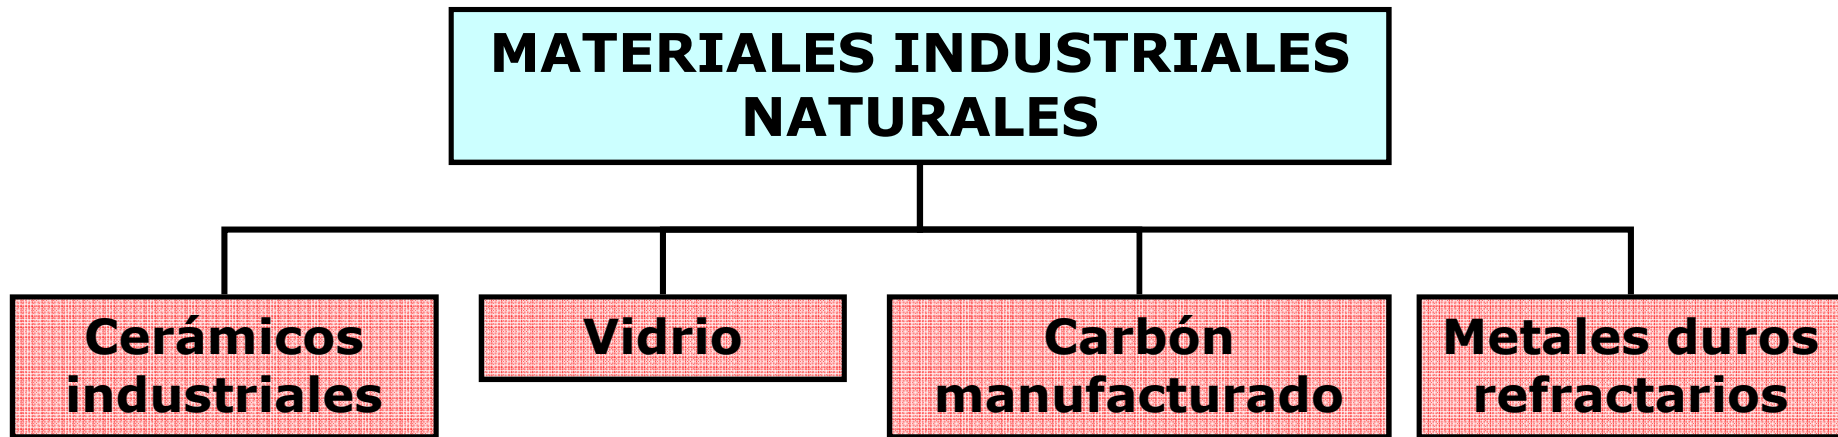 MATERIALES INDUSTRIALES
NATURALES
Cerámicos
industriales
Vidrio
Carbón
manufacturado
Metales duros
refractarios